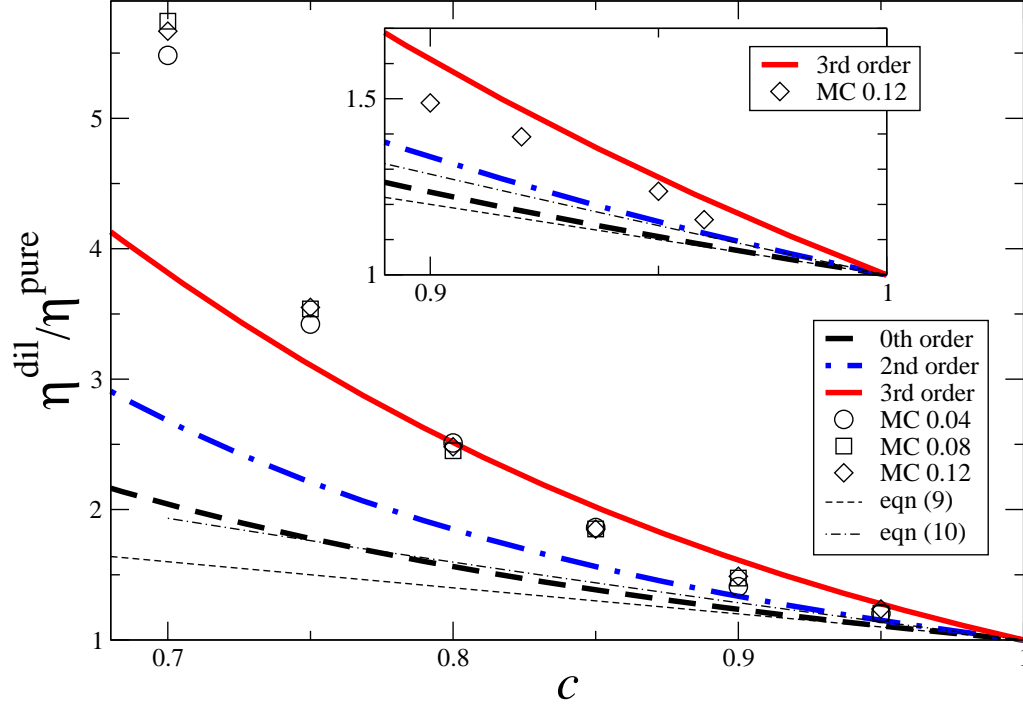 η^dil/η^pure
5
4
3
2
1
0.7
0.8
0.9
1
c
1.5
1
0.9
1
3rd order
MC 0.12
0th order
2nd order
3rd order
MC 0.04
MC 0.08
MC 0.12
eqn (9)
eqn (10)